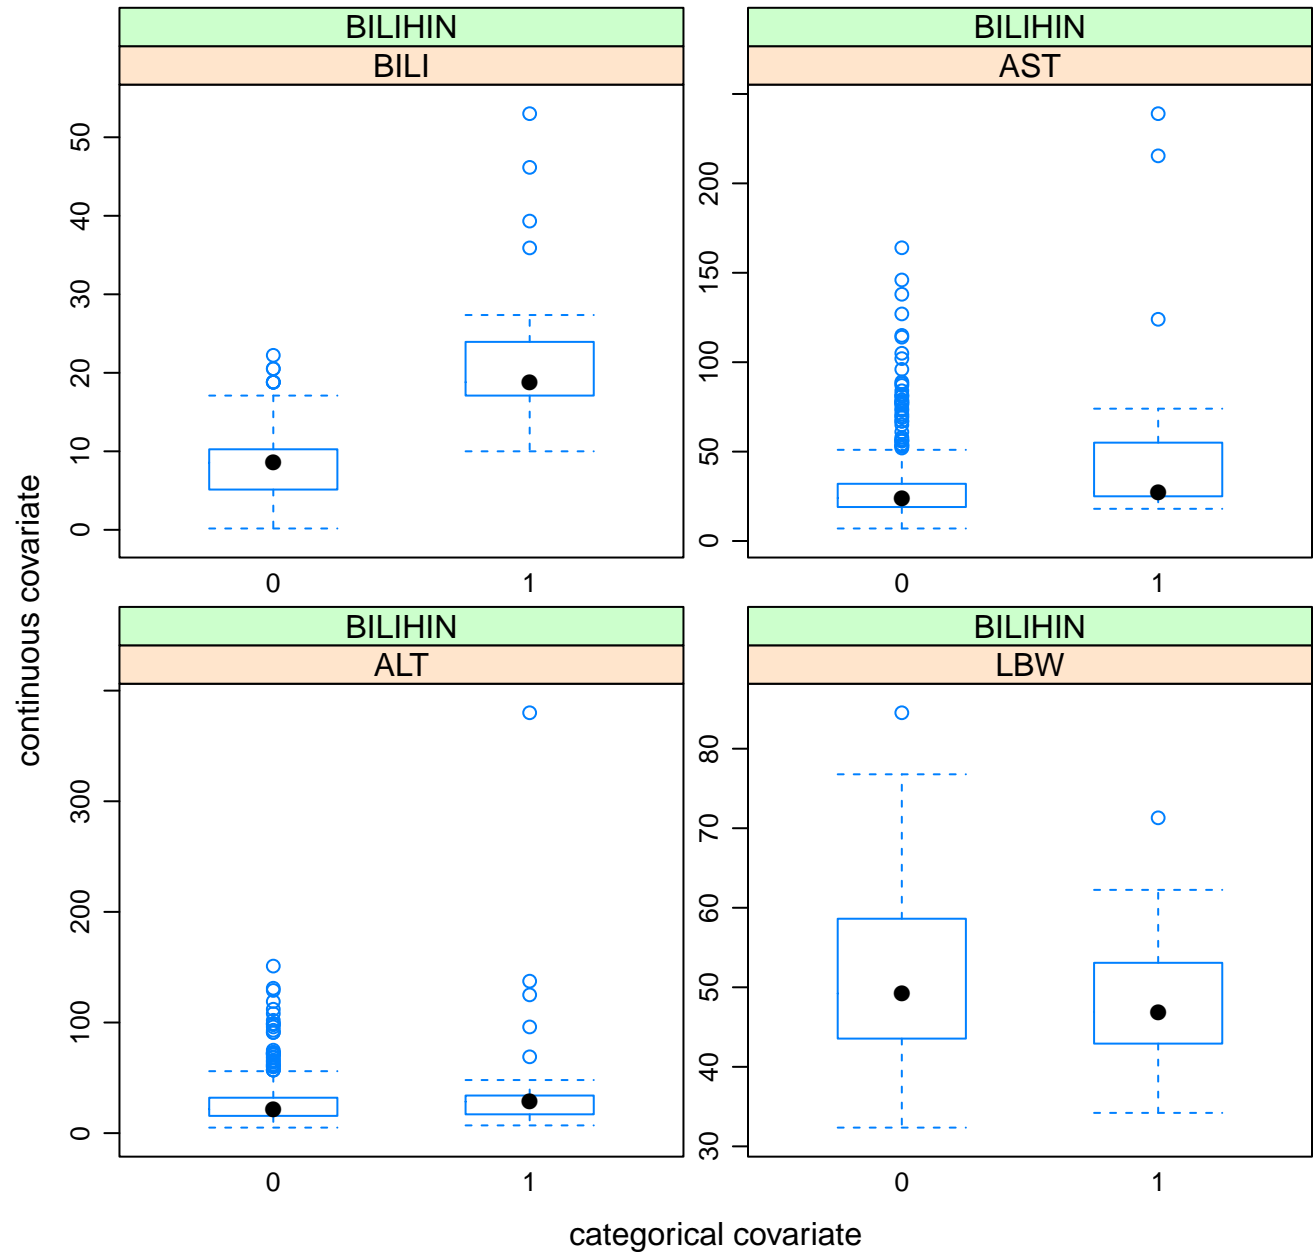 BILIHIN
BILI
0 10 20 30 40 50
0 1
BILIHIN
AST
0 50 100 150 200
0 1
BILIHIN
ALT
0 100 200 300
0 1
BILIHIN
LBW
30 40 50 60 70 80
0 1
continuous covariate
categorical covariate